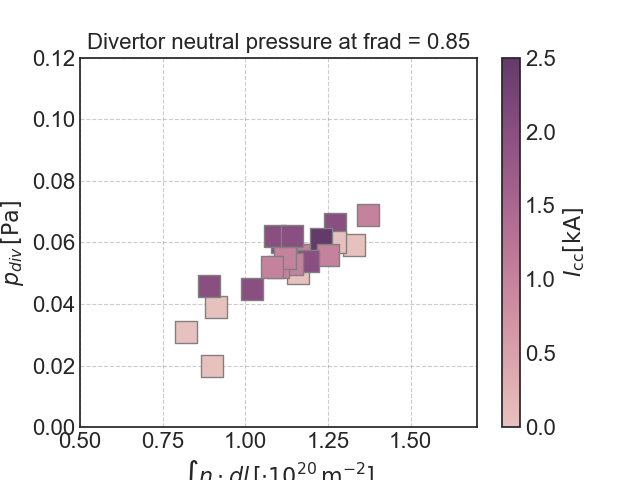 Divertor neutral pressure at frad = 0.85
0.12
0.10
0.08
0.06
0.04
0.02
0.00
p_div [Pa]
0.50 0.75 1.00 1.25 1.50
∫n · dl [·10^20 m^−2]
2.5
2.0
1.5
1.0
0.5
0.0
I_cc [kA]